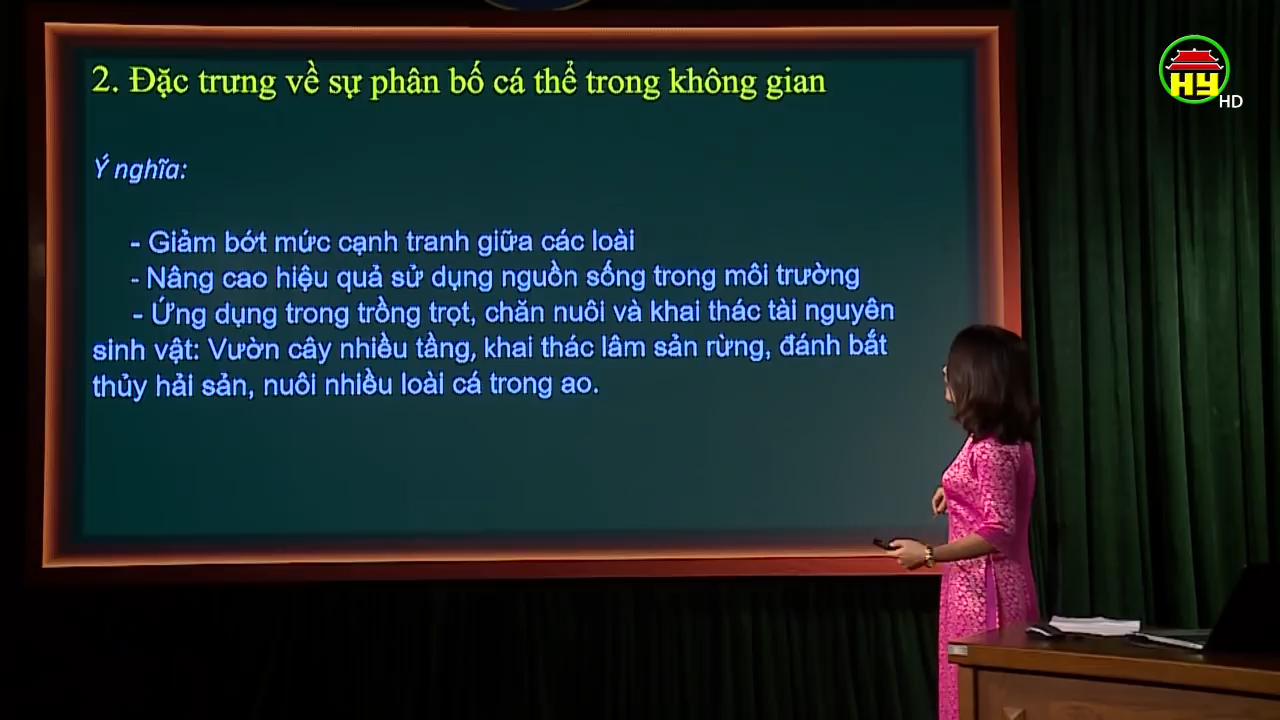 2. Đặc trưng về sự phân bố cá thể trong không gian
Ý nghĩa:
- Giảm bớt mức cạnh tranh giữa các loài
- Nâng cao hiệu quả sử dụng nguồn sống trong môi trường
- Ứng dụng trong trồng trọt, chăn nuôi và khai thác tài nguyên
sinh vật: Vườn cây nhiều tầng, khai thác lâm sản rừng, đánh bắt
thủy hải sản, nuôi nhiều loài cá trong ao.
HY
HD